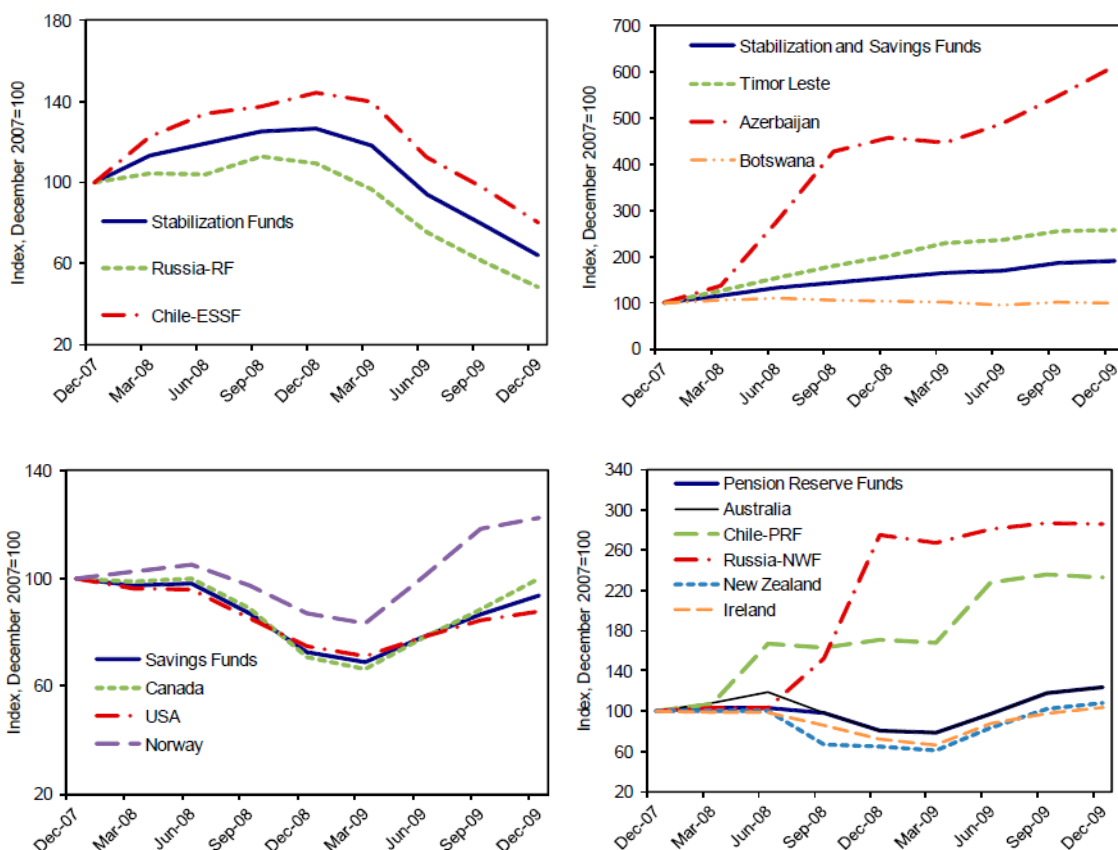 Index, December 2007=100
180
140
100
60
20
Stabilization Funds
Russia-RF
Chile-ESSF
Dec-07
Mar-08
Jun-08
Sep-08
Dec-08
Mar-09
Jun-09
Sep-09
Dec-09
Index, December 2007=100
700
600
500
400
300
200
100
0
Stabilization and Savings Funds
Timor Leste
Azerbaijan
Botswana
Dec-07
Mar-08
Jun-08
Sep-08
Dec-08
Mar-09
Jun-09
Sep-09
Dec-09
Index, December 2007=100
140
100
60
20
Savings Funds
Canada
USA
Norway
Dec-07
Mar-08
Jun-08
Sep-08
Dec-08
Mar-09
Jun-09
Sep-09
Dec-09
Index, December 2007=100
340
300
260
220
180
140
100
60
20
Pension Reserve Funds
Australia
Chile-PRF
Russia-NWF
New Zealand
Ireland
Dec-07
Mar-08
Jun-08
Sep-08
Dec-08
Mar-09
Jun-09
Sep-09
Dec-09